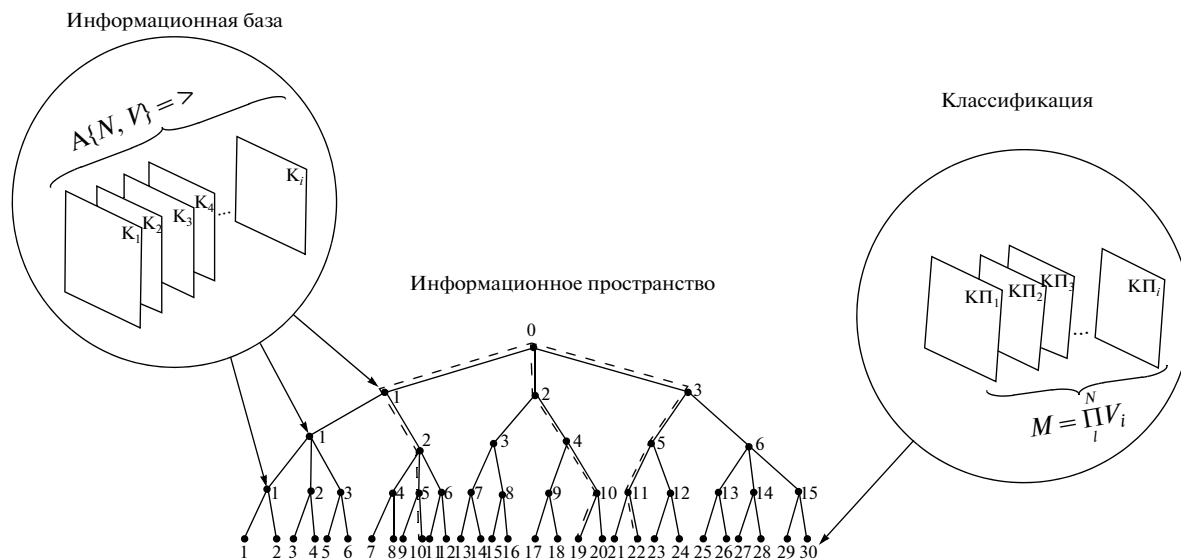 Информационная база
A{N, V} =>
K₁ K₂ K₃ K₄ ... Kᵢ
Классификация
КП₁ КП₂ КП₃ ... КПᵢ
M = ∏ₗᴺ Vᵢ
Информационное пространство
0
1 2 3
1 2 3 4 5 6
1 2 3 4 5 6 7 8 9 10 11 12 13 14 15
1 2 3 4 5 6 7 8 9 10 11 12 13 14 15 16 17 18 19 20 21 22 23 24 25 26 27 28 29 30